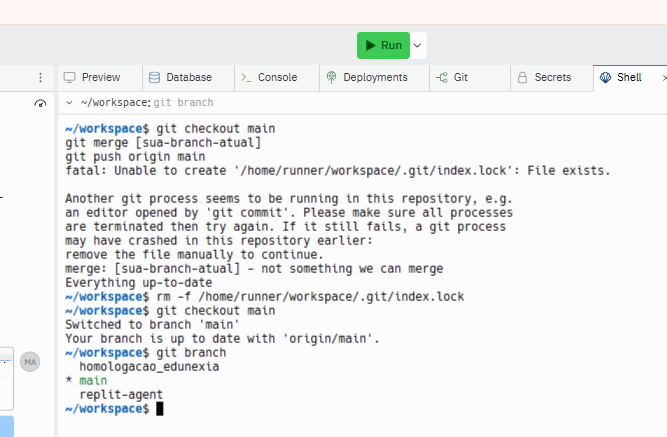 Run
Preview
Database
Console
Deployments
Git
Secrets
Shell
~/workspace: git branch
~/workspace$ git checkout main
git merge [sua-branch-atual]
git push origin main
fatal: Unable to create '/home/runner/workspace/.git/index.lock': File exists.
Another git process seems to be running in this repository, e.g.
an editor opened by 'git commit'. Please make sure all processes
are terminated then try again. If it still fails, a git process
may have crashed in this repository earlier:
remove the file manually to continue.
merge: [sua-branch-atual] - not something we can merge
Everything up-to-date
~/workspace$ rm -f /home/runner/workspace/.git/index.lock
~/workspace$ git checkout main
Switched to branch 'main'
Your branch is up to date with 'origin/main'.
~/workspace$ git branch
homologacao_edunexia
* main
replit-agent
~/workspace$
MA